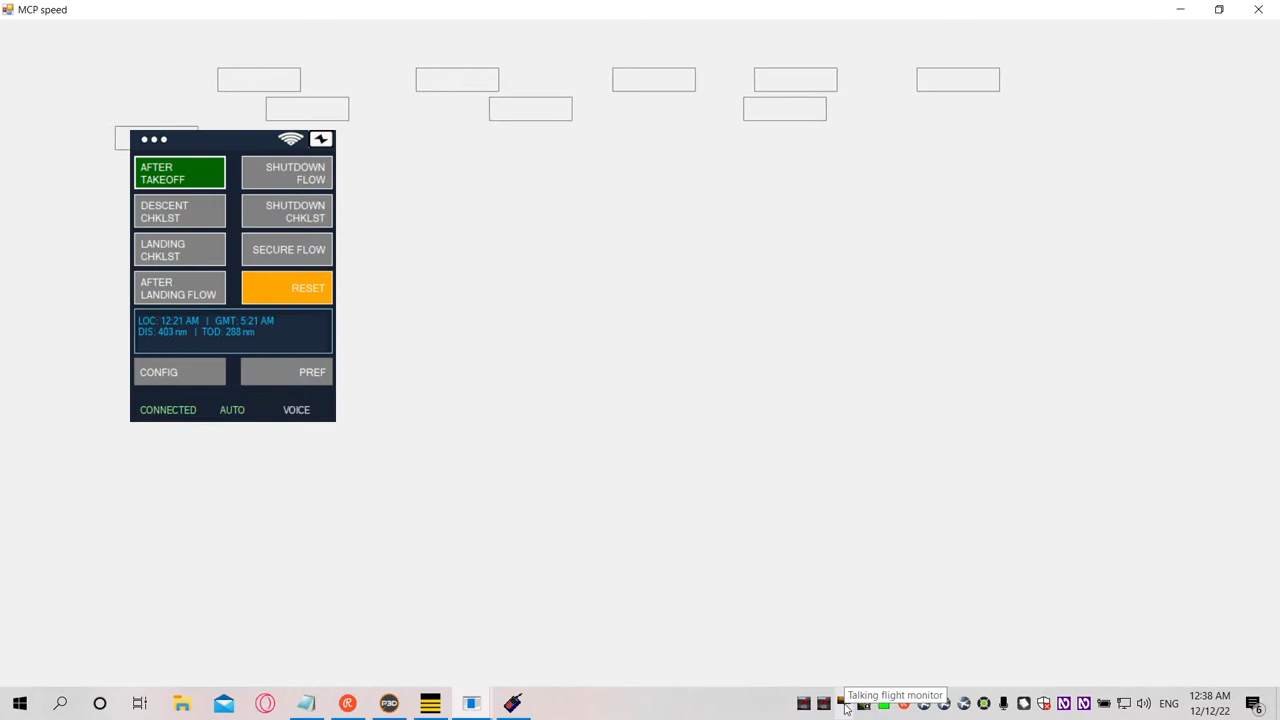 MCP speed
AFTER
TAKEOFF
SHUTDOWN
FLOW
DESCENT
CHKLST
SHUTDOWN
CHKLST
LANDING
CHKLST
SECURE FLOW
AFTER
LANDING FLOW
RESET
LOC: 12:21 AM | GMT: 5:21 AM
DIS: 403 nm | TOD: 288 nm
CONFIG
PREF
CONNECTED AUTO VOICE
Talking flight monitor
P3D
ENG
12:38 AM
12/12/22
6